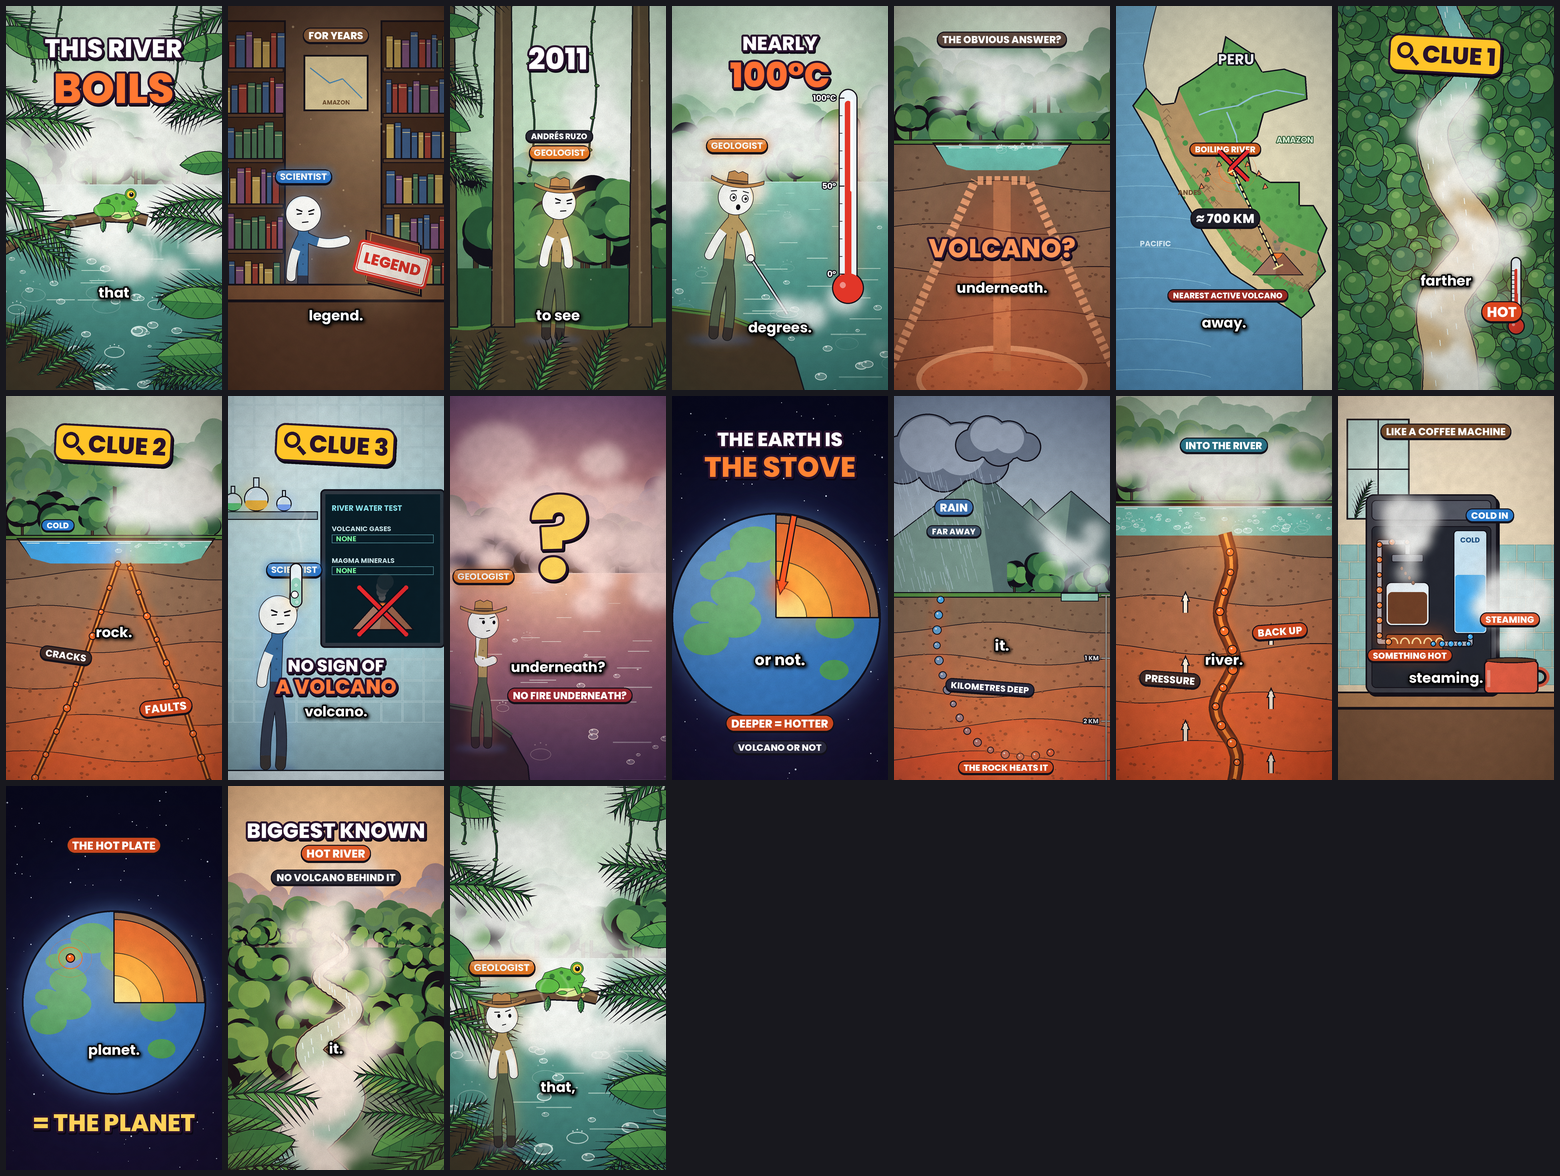 THIS RIVER
BOILS
that
FOR YEARS
AMAZON
SCIENTIST
LEGEND
legend.
2011
ANDRÉS RUZO
GEOLOGIST
to see
NEARLY
100°C
100°C
GEOLOGIST
50°
0°
degrees.
THE OBVIOUS ANSWER?
VOLCANO?
underneath.
PERU
AMAZON
BOILING RIVER
ANDES
≈ 700 KM
PACIFIC
NEAREST ACTIVE VOLCANO
away.
CLUE 1
farther
HOT
CLUE 2
COLD
rock.
CRACKS
FAULTS
CLUE 3
RIVER WATER TEST
VOLCANIC GASES
NONE
MAGMA MINERALS
NONE
NO SIGN OF
A VOLCANO
volcano.
?
GEOLOGIST
underneath?
NO FIRE UNDERNEATH?
THE EARTH IS
THE STOVE
or not.
DEEPER = HOTTER
VOLCANO OR NOT
RAIN
FAR AWAY
it.
1 KM
KILOMETRES DEEP
2 KM
THE ROCK HEATS IT
INTO THE RIVER
BACK UP
river.
PRESSURE
LIKE A COFFEE MACHINE
COLD IN
COLD
STEAMING
SOMETHING HOT
steaming.
THE HOT PLATE
planet.
= THE PLANET
BIGGEST KNOWN
HOT RIVER
NO VOLCANO BEHIND IT
it.
GEOLOGIST
that,